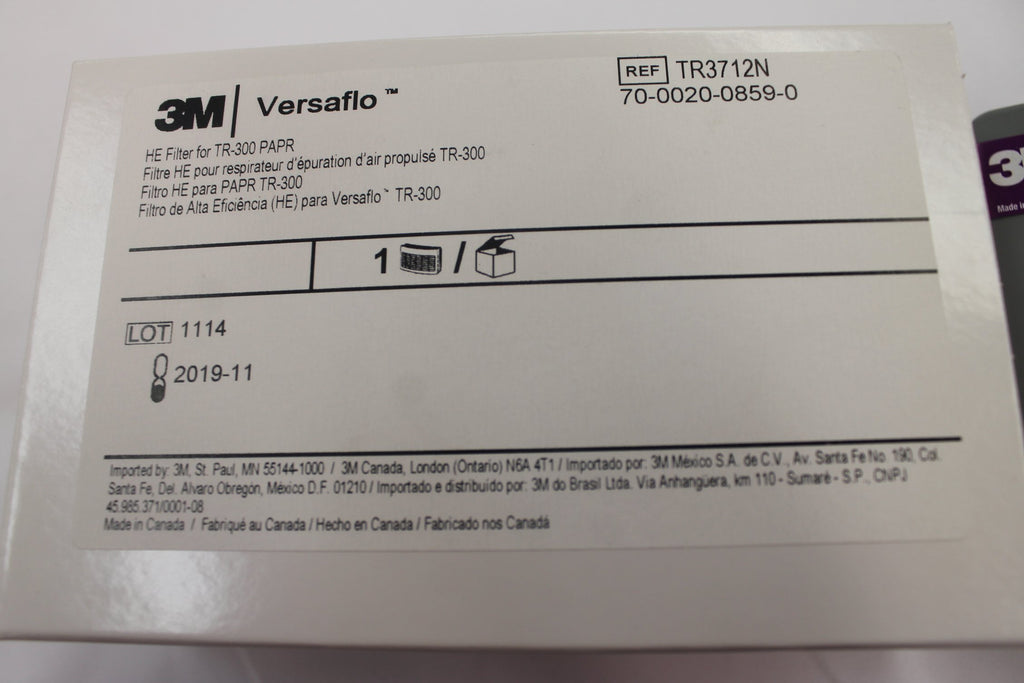 3M | Versaflo™
REF TR3712N
70-0020-0859-0
HE Filter for TR-300 PAPR
Filtre HE pour respirateur d'épuration d'air propulsé TR-300
Filtro HE para PAPR TR-300
Filtro de Alta Eficiência (HE) para Versaflo™ TR-300
1 /
LOT 1114
2019-11
Imported by: 3M, St. Paul, MN 55144-1000 / 3M Canada, London (Ontario) N6A 4T1 / Importado por: 3M México S.A. de C.V., Av. Santa Fe No. 190, Col.
Santa Fe, Del. Alvaro Obregón, México D.F. 01210 / Importado e distribuido por: 3M do Brasil Ltda. Via Anhangüera, km 110 - Sumaré - S.P., CNPJ
45.985.371/0001-08
Made in Canada / Fabriqué au Canada / Hecho en Canada / Fabricado nos Canadá
3
Made